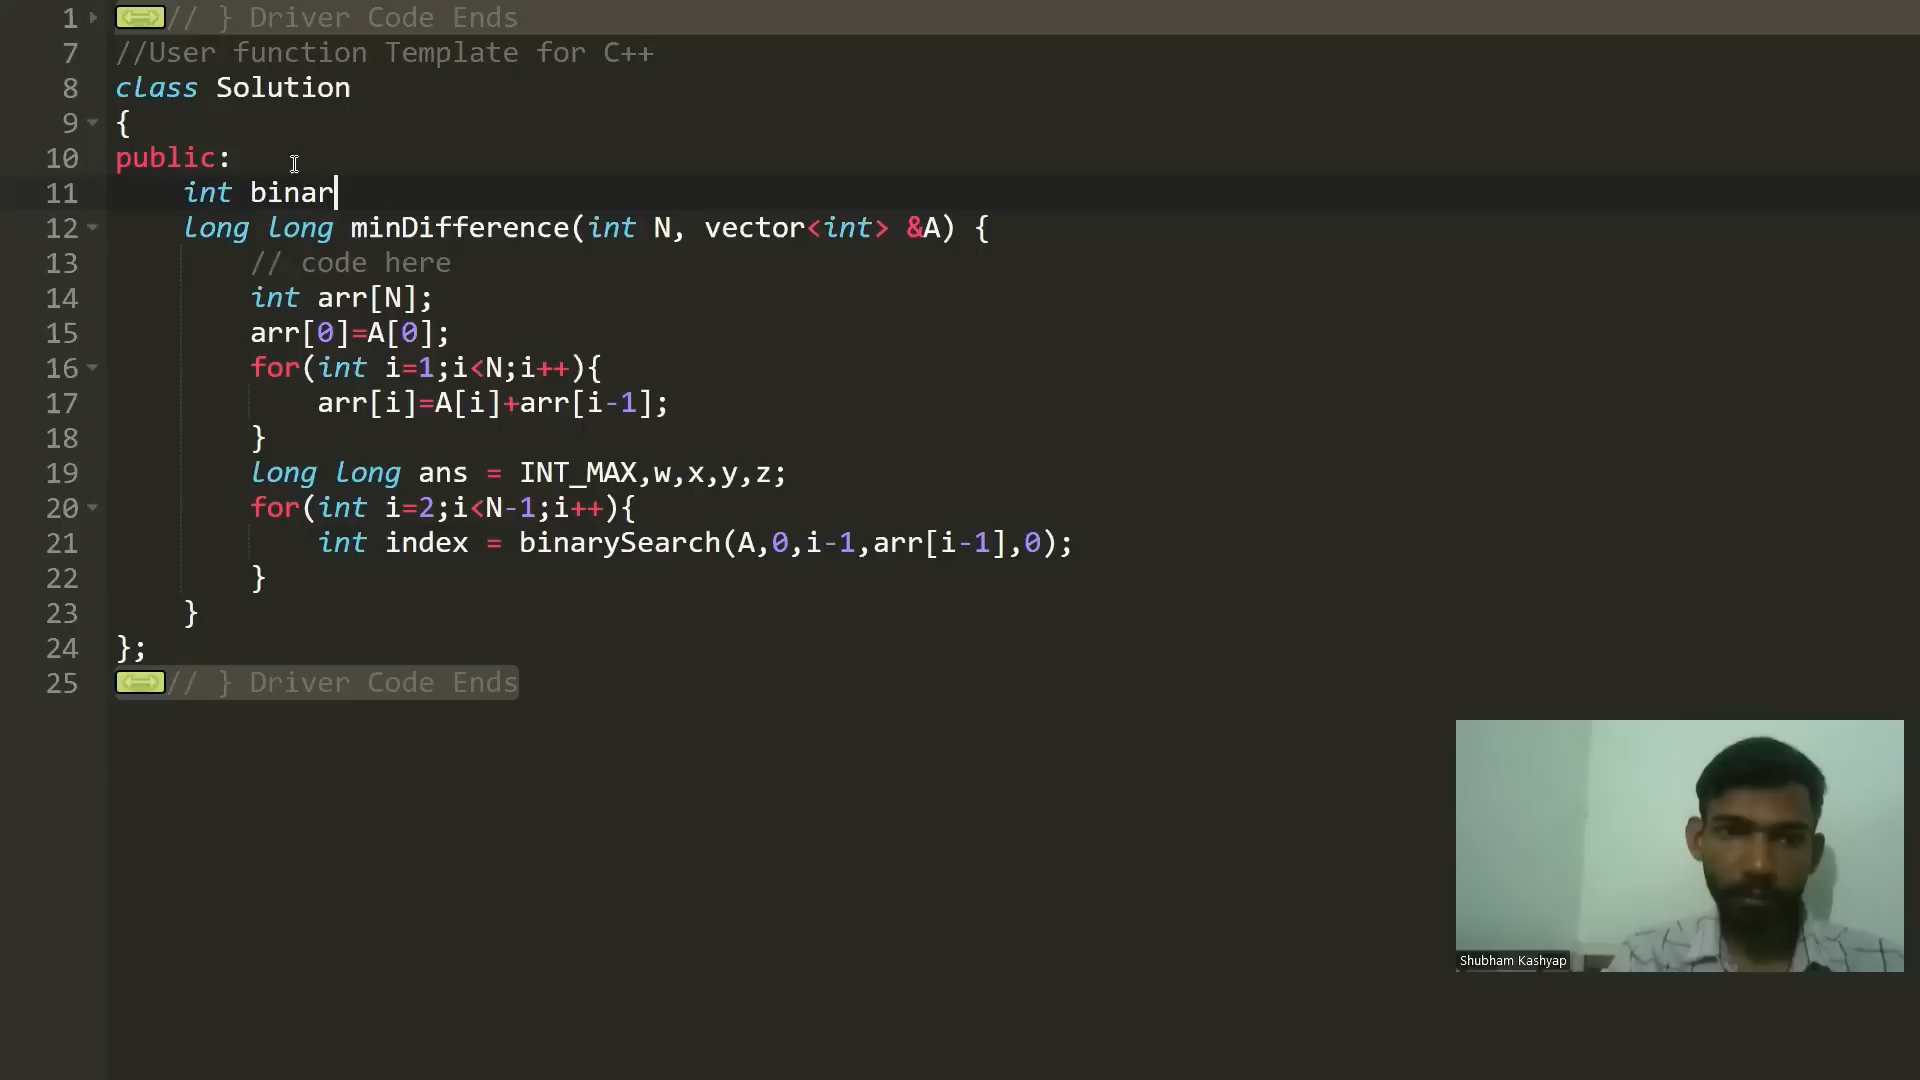 1 // } Driver Code Ends
7 //User function Template for C++
8 class Solution
9 {
10 public:
11 int binar
12 long long minDifference(int N, vector<int> &A) {
13 // code here
14 int arr[N];
15 arr[0]=A[0];
16 for(int i=1;i<N;i++){
17 arr[i]=A[i]+arr[i-1];
18 }
19 long long ans = INT_MAX,w,x,y,z;
20 for(int i=2;i<N-1;i++){
21 int index = binarySearch(A,0,i-1,arr[i-1],0);
22 }
23 }
24 };
25 // } Driver Code Ends
Shubham Kashyap